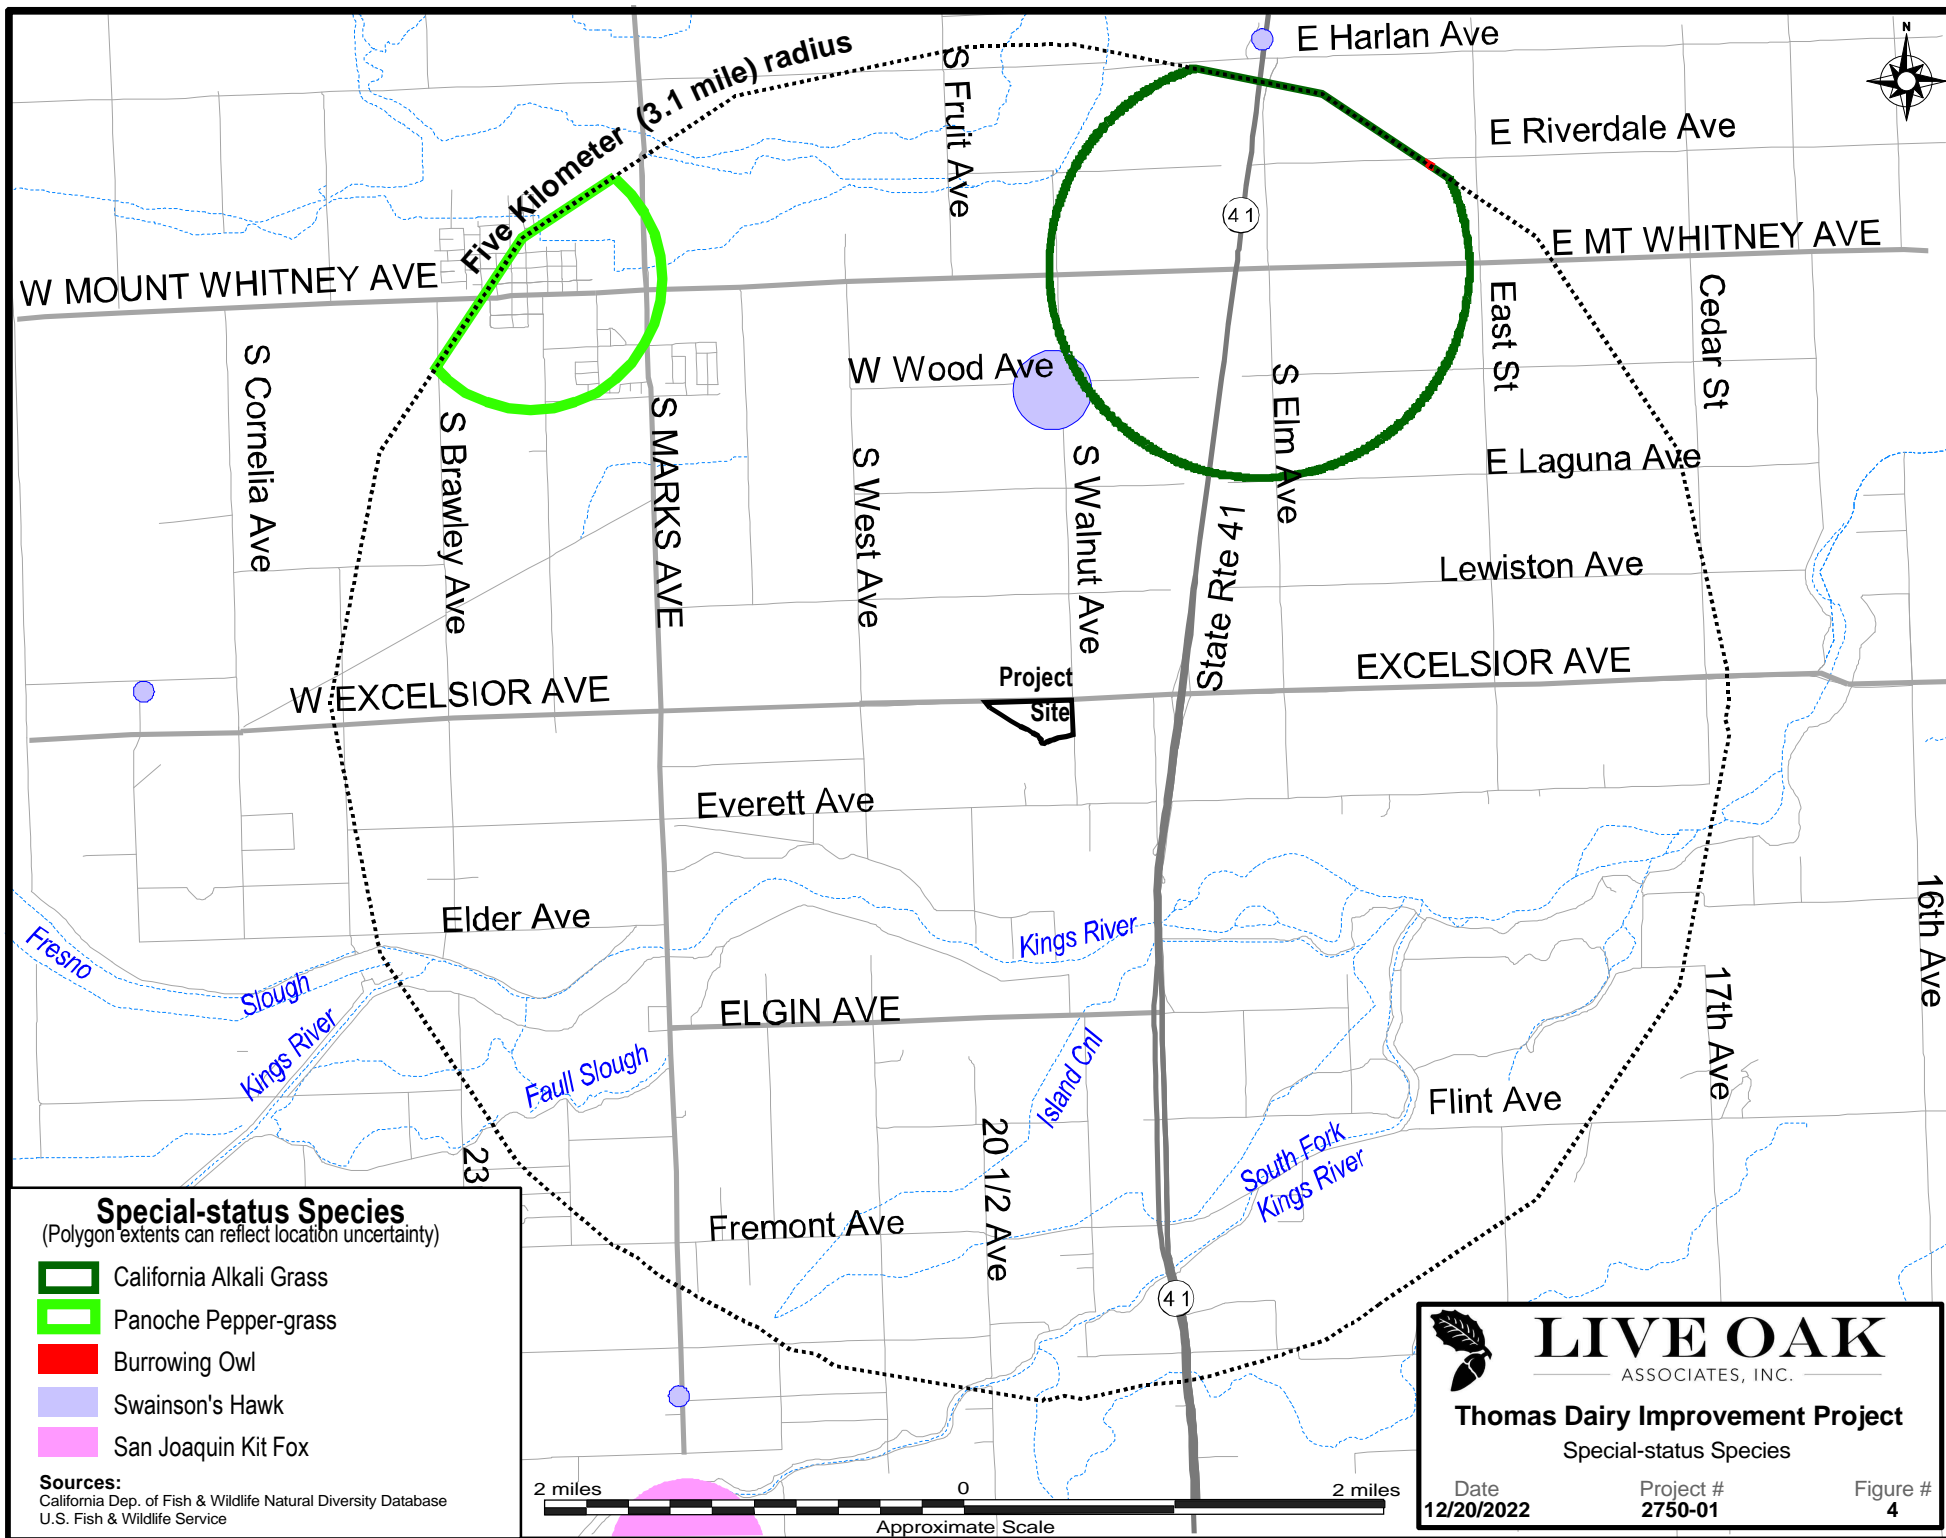 N
E Harlan Ave
Five Kilometer (3.1 mile) radius
S Fruit Ave
E Riverdale Ave
41
W MOUNT WHITNEY AVE
E MT WHITNEY AVE
S Cornelia Ave
W Wood Ave
S Elm Ave
East St
Cedar St
S Brawley Ave
S MARKS AVE
S West Ave
S Walnut Ave
E Laguna Ave
State Rte 41
Lewiston Ave
W EXCELSIOR AVE
EXCELSIOR AVE
Project
Site
Everett Ave
Elder Ave
Kings River
16th Ave
Fresno
Slough
Kings River
ELGIN AVE
17th Ave
Faull Slough
Island Cnl
Flint Ave
23
20 1/2 Ave
South Fork
Kings River
Fremont Ave
41
Special-status Species
(Polygon extents can reflect location uncertainty)
California Alkali Grass
Panoche Pepper-grass
Burrowing Owl
Swainson's Hawk
San Joaquin Kit Fox
Sources:
California Dep. of Fish & Wildlife Natural Diversity Database
U.S. Fish & Wildlife Service
2 miles 0 2 miles
Approximate Scale
LIVE OAK
ASSOCIATES, INC.
Thomas Dairy Improvement Project
Special-status Species
Date Project # Figure #
12/20/2022 2750-01 4